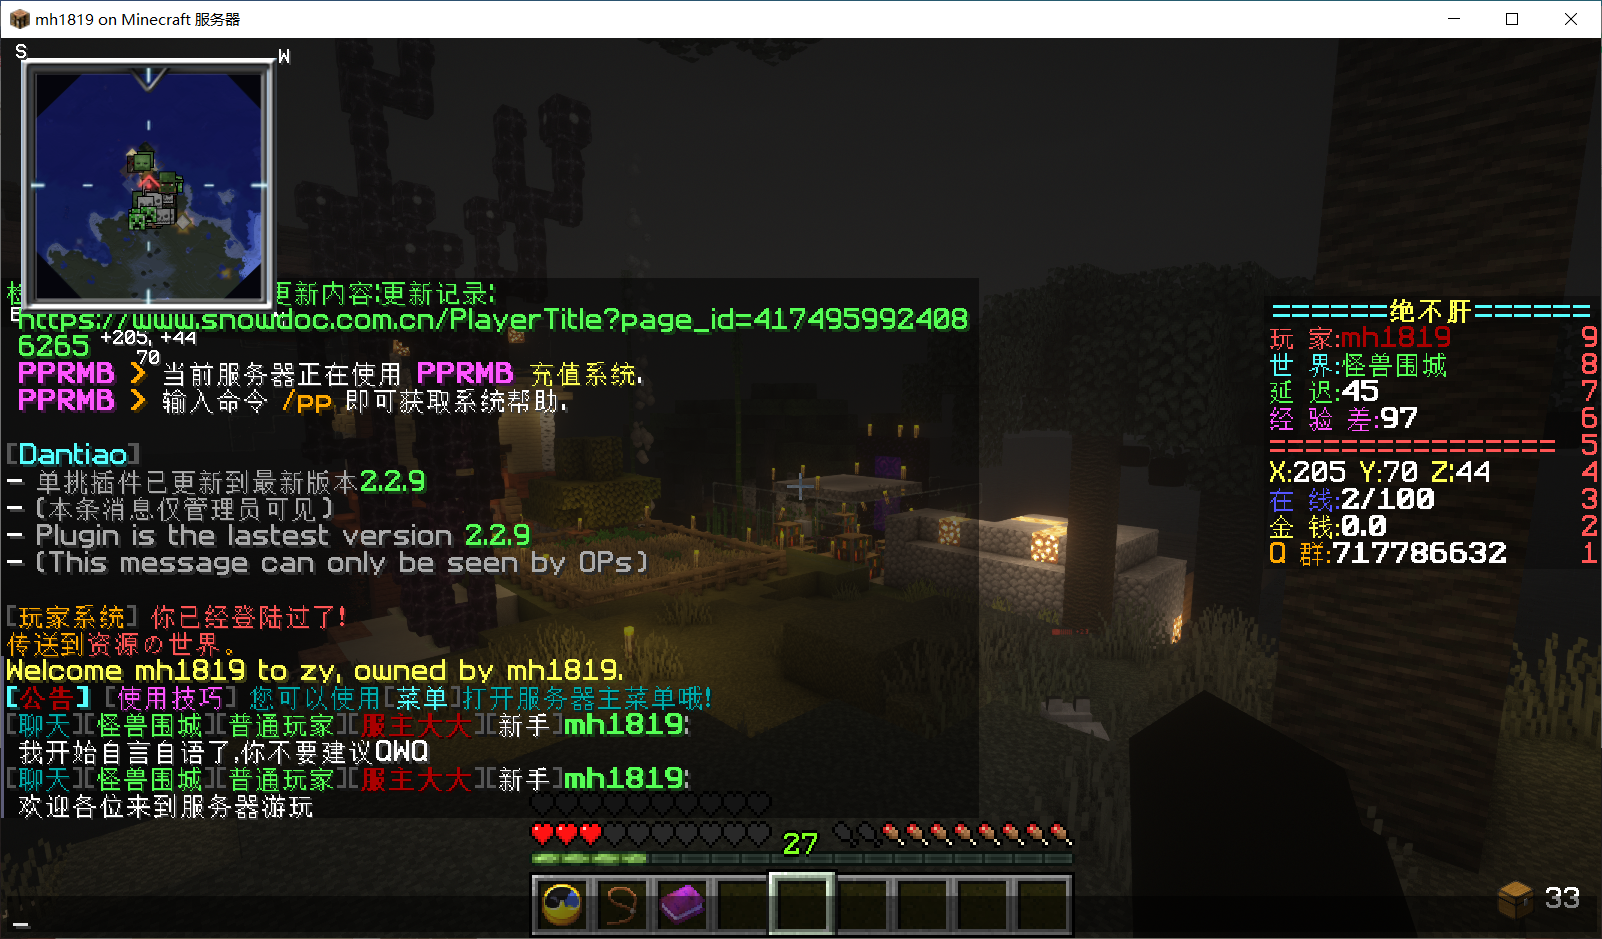 mh1819 on Minecraft 服务器
S
W
更新内容:更新记录:
E
https://www.showdoc.com.cn/PlayerTitle?page_id=417495992408
6265
+205, +44
70
PPRMB > 当前服务器正在使用 PPRMB 充值系统.
PPRMB > 输入命令 /PP 即可获取系统帮助.
[Dantiao]
- 单挑插件已更新到最新版本2.2.9
- (本条消息仅管理员可见)
- Plugin is the lastest version 2.2.9
- (This message can only be seen by OPs)
[玩家系统] 你已经登陆过了!
传送到资源の世界。
Welcome mh1819 to zy, owned by mh1819.
[公告] [使用技巧] 您可以使用[菜单]打开服务器主菜单哦!
[聊天][怪兽围城][普通玩家][服主大大][新手]mh1819:
我开始自言自语了,你不要建议QWQ
[聊天][怪兽围城][普通玩家][服主大大][新手]mh1819:
欢迎各位来到服务器游玩
======绝不肝======
玩 家:mh1819 9
世 界:怪兽围城 8
延 迟:45 7
经 验 差:97 6
=============== 5
X:205 Y:70 Z:44 4
在 线:2/100 3
金 钱:0.0 2
Q 群:717786632 1
27
33